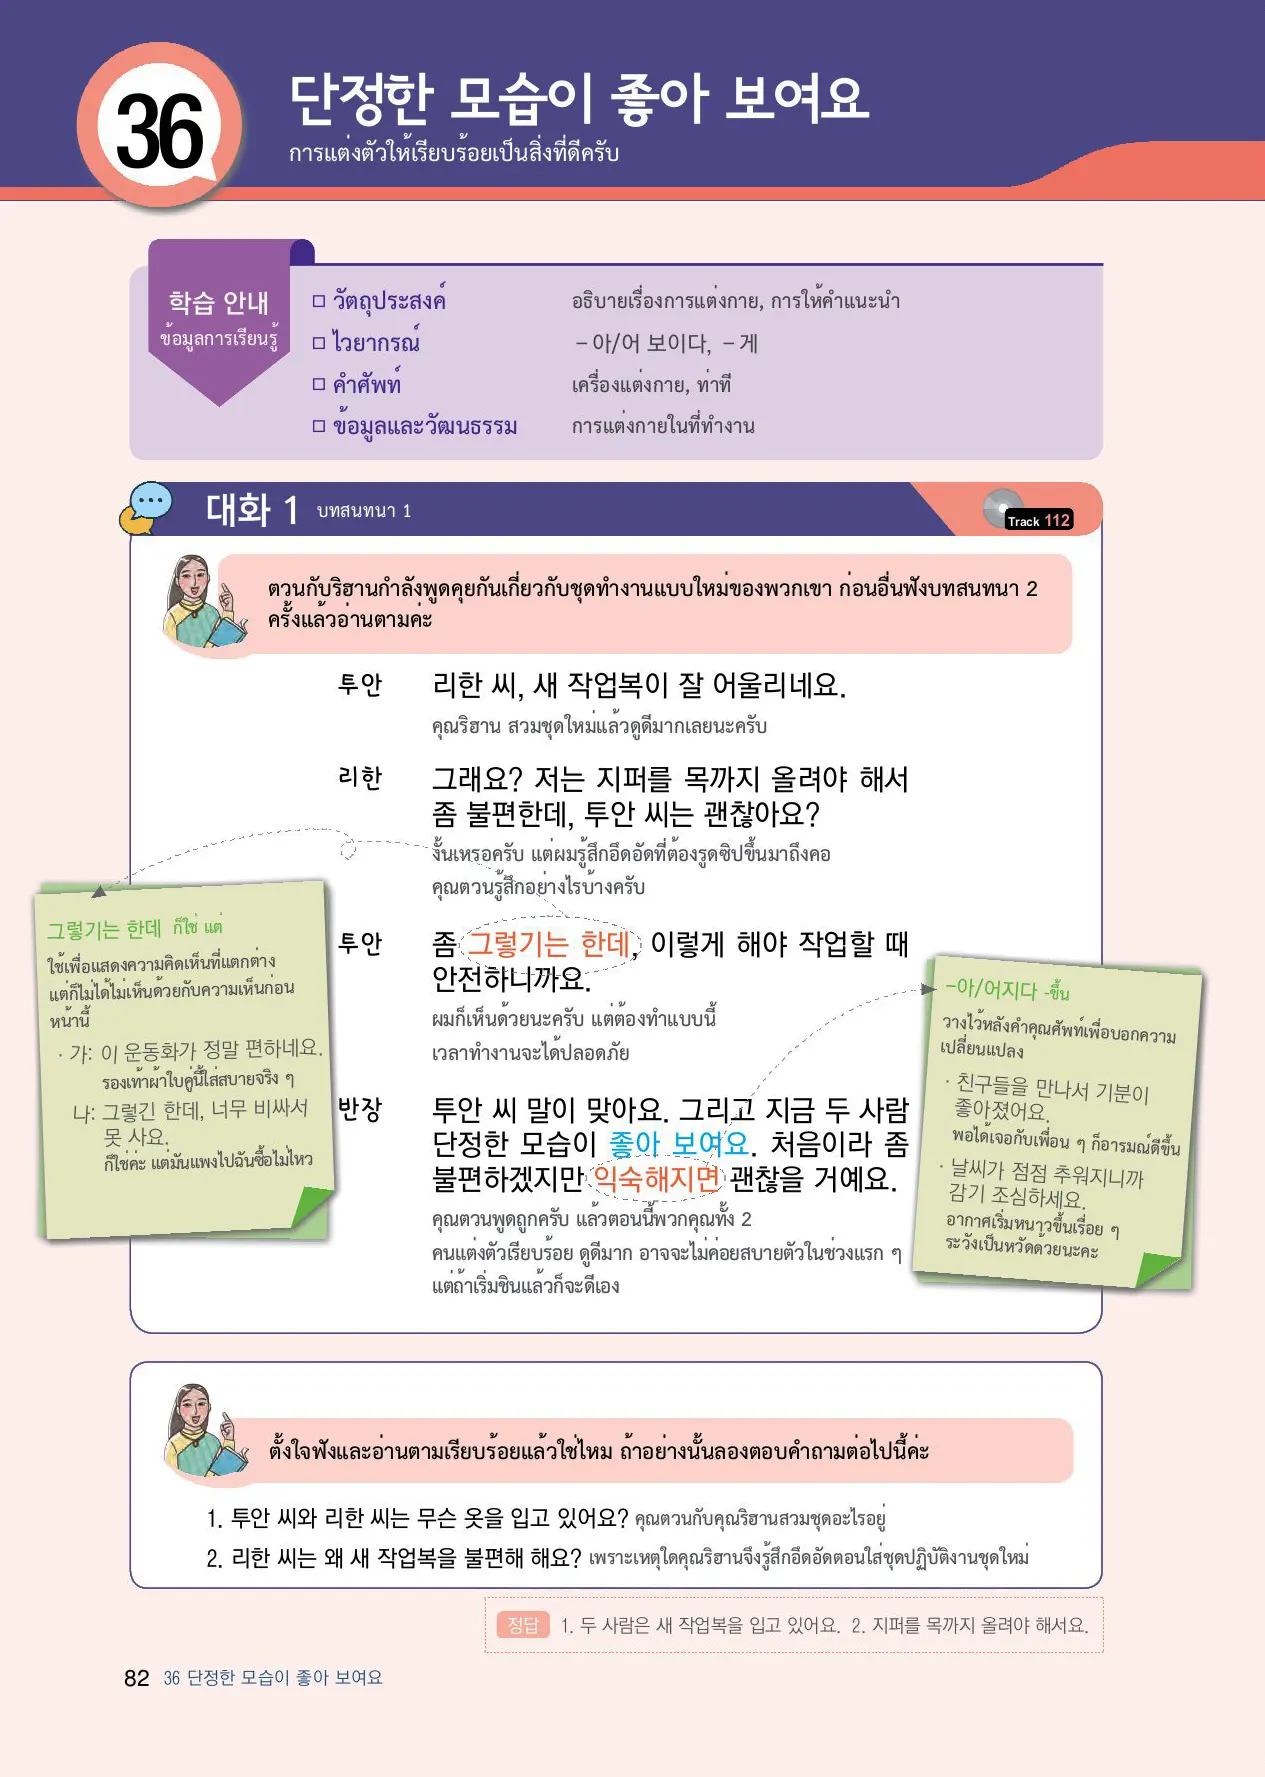 36
단정한 모습이 좋아 보여요
การแต่งตัวให้เรียบร้อยเป็นสิ่งที่ดีครับ
학습 안내
ข้อมูลการเรียนรู้
□ วัตถุประสงค์ อธิบายเรื่องการแต่งกาย, การให้คำแนะนำ
□ ไวยากรณ์ –아/어 보이다, –게
□ คำศัพท์ เครื่องแต่งกาย, ท่าที
□ ข้อมูลและวัฒนธรรม การแต่งกายในที่ทำงาน
대화 1 บทสนทนา 1
Track 112
ตวนกับริฮานกำลังพูดคุยกันเกี่ยวกับชุดทำงานแบบใหม่ของพวกเขา ก่อนอื่นฟังบทสนทนา 2
ครั้งแล้วอ่านตามค่ะ
투안 리한 씨, 새 작업복이 잘 어울리네요.
คุณริฮาน สวมชุดใหม่แล้วดูดีมากเลยนะครับ
리한 그래요? 저는 지퍼를 목까지 올려야 해서
좀 불편한데, 투안 씨는 괜찮아요?
งั้นเหรอครับ แต่ผมรู้สึกอึดอัดที่ต้องรูดซิปขึ้นมาถึงคอ
คุณตวนรู้สึกอย่างไรบ้างครับ
투안 좀 그렇기는 한데, 이렇게 해야 작업할 때
안전하니까요.
ผมก็เห็นด้วยนะครับ แต่ต้องทำแบบนี้
เวลาทำงานจะได้ปลอดภัย
반장 투안 씨 말이 맞아요. 그리고 지금 두 사람
단정한 모습이 좋아 보여요. 처음이라 좀
불편하겠지만 익숙해지면 괜찮을 거예요.
คุณตวนพูดถูกครับ แล้วตอนนี้พวกคุณทั้ง 2
คนแต่งตัวเรียบร้อย ดูดีมาก อาจจะไม่ค่อยสบายตัวในช่วงแรก ๆ
แต่ถ้าเริ่มชินแล้วก็จะดีเอง
그렇기는 한데 ก็ใช่ แต่
ใช้เพื่อแสดงความคิดเห็นที่แตกต่าง
แต่ก็ไม่ได้ไม่เห็นด้วยกับความเห็นก่อน
หน้านี้
· 가: 이 운동화가 정말 편하네요.
รองเท้าผ้าใบคู่นี้ใส่สบายจริง ๆ
나: 그렇긴 한데, 너무 비싸서
못 사요.
ก็ใช่ค่ะ แต่มันแพงไปฉันซื้อไม่ไหว
–아/어지다 -ขึ้น
วางไว้หลังคำคุณศัพท์เพื่อบอกความ
เปลี่ยนแปลง
· 친구들을 만나서 기분이
좋아졌어요.
พอได้เจอกับเพื่อน ๆ ก็อารมณ์ดีขึ้น
· 날씨가 점점 추워지니까
감기 조심하세요.
อากาศเริ่มหนาวขึ้นเรื่อย ๆ
ระวังเป็นหวัดด้วยนะคะ
ตั้งใจฟังและอ่านตามเรียบร้อยแล้วใช่ไหม ถ้าอย่างนั้นลองตอบคำถามต่อไปนี้ค่ะ
1. 투안 씨와 리한 씨는 무슨 옷을 입고 있어요? คุณตวนกับคุณริฮานสวมชุดอะไรอยู่
2. 리한 씨는 왜 새 작업복을 불편해 해요? เพราะเหตุใดคุณริฮานจึงรู้สึกอึดอัดตอนใส่ชุดปฏิบัติงานชุดใหม่
정답 1. 두 사람은 새 작업복을 입고 있어요. 2. 지퍼를 목까지 올려야 해서요.
82 36 단정한 모습이 좋아 보여요